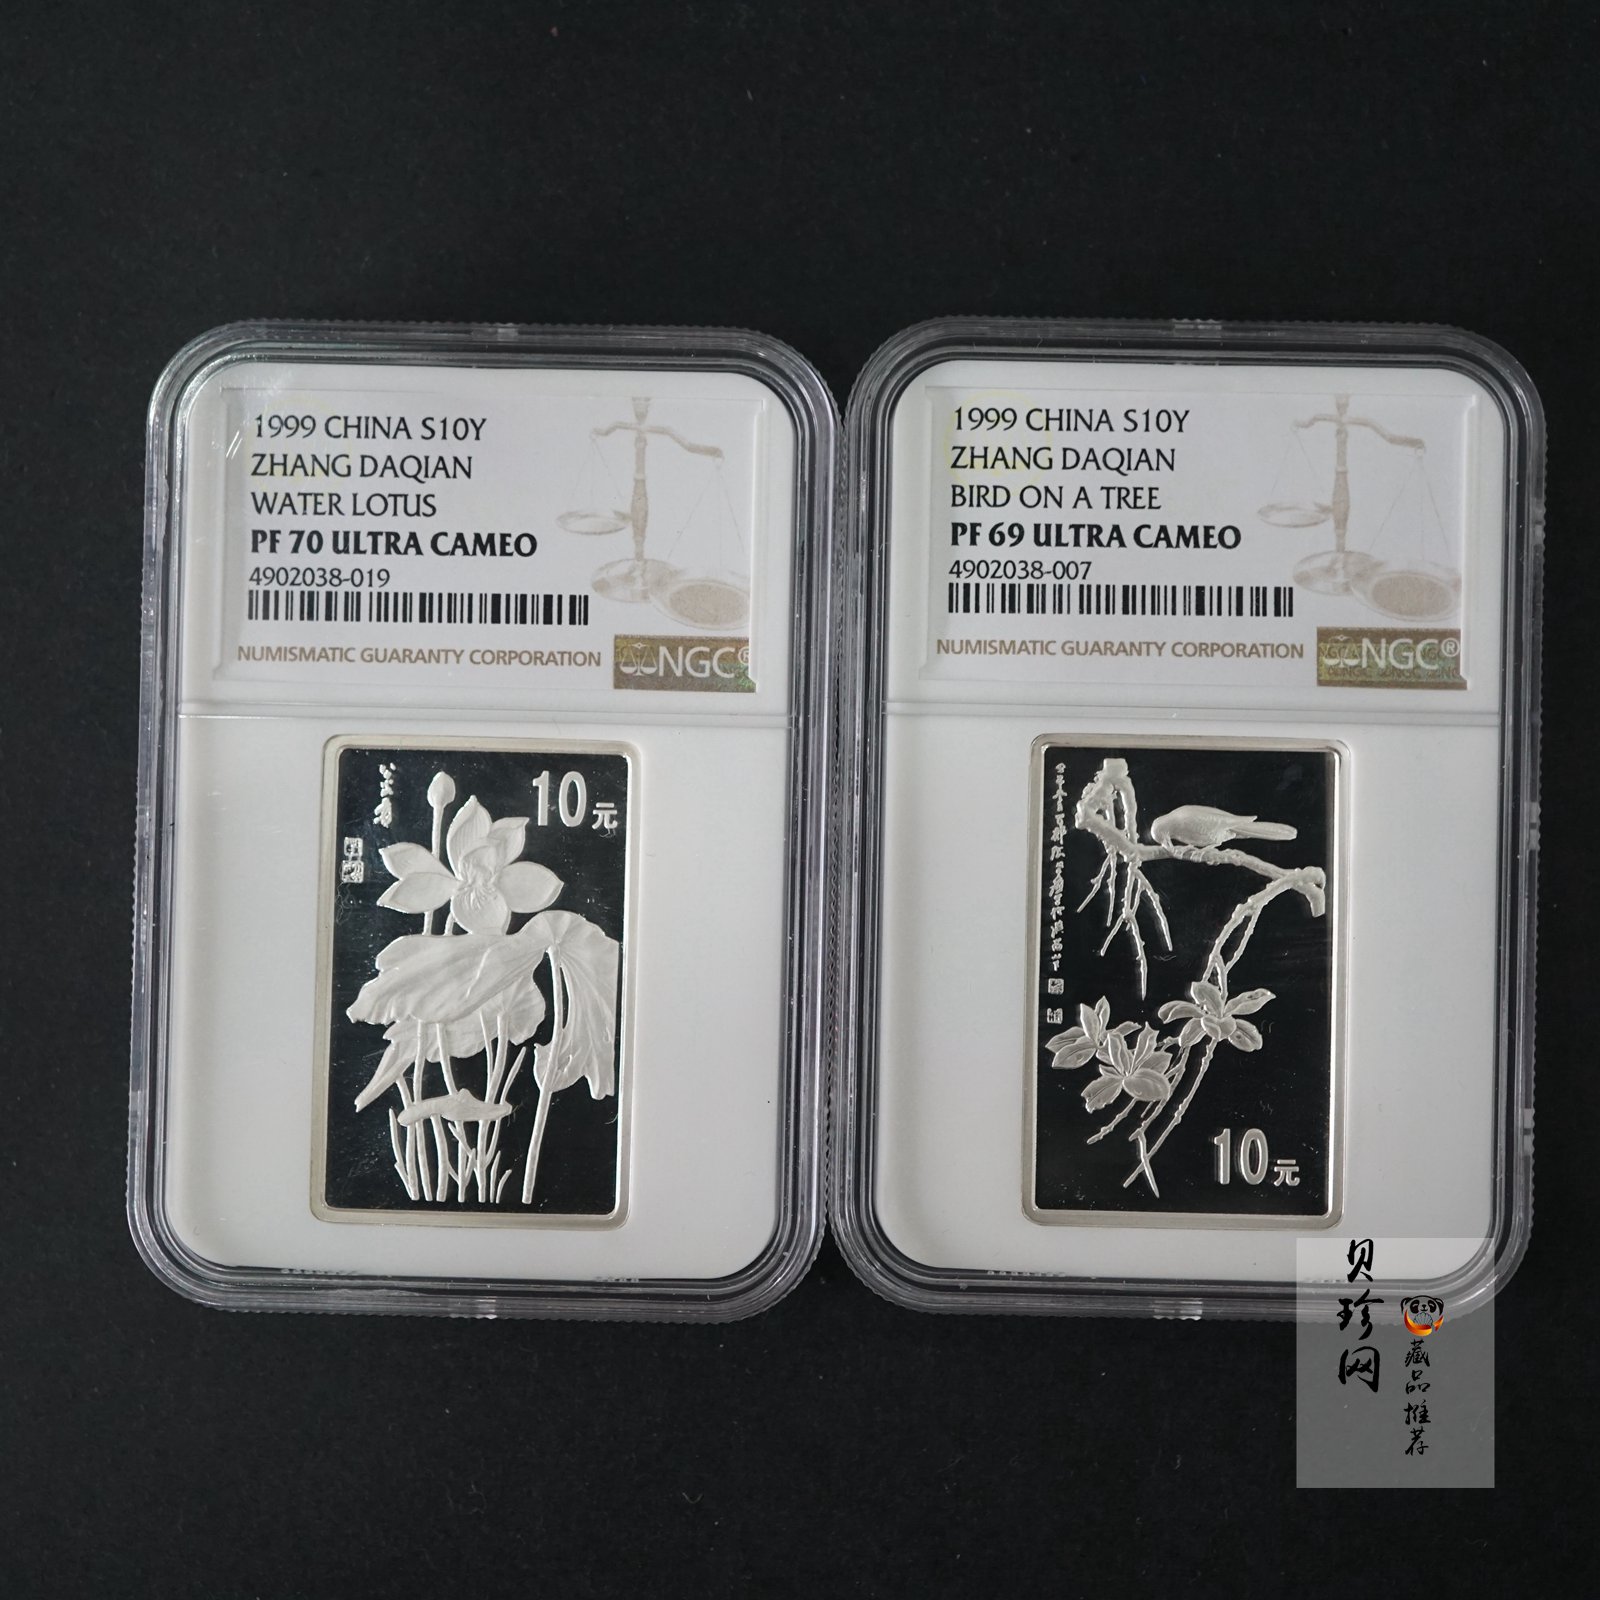 1999 CHINA S10Y
ZHANG DAQIAN
WATER LOTUS
PF 70 ULTRA CAMEO
4902038-019
NUMISMATIC GUARANTY CORPORATION
NGC®
10元
1999 CHINA S10Y
ZHANG DAQIAN
BIRD ON A TREE
PF 69 ULTRA CAMEO
4902038-007
NUMISMATIC GUARANTY CORPORATION
NGC®
10元
贝珍网
藏品推荐